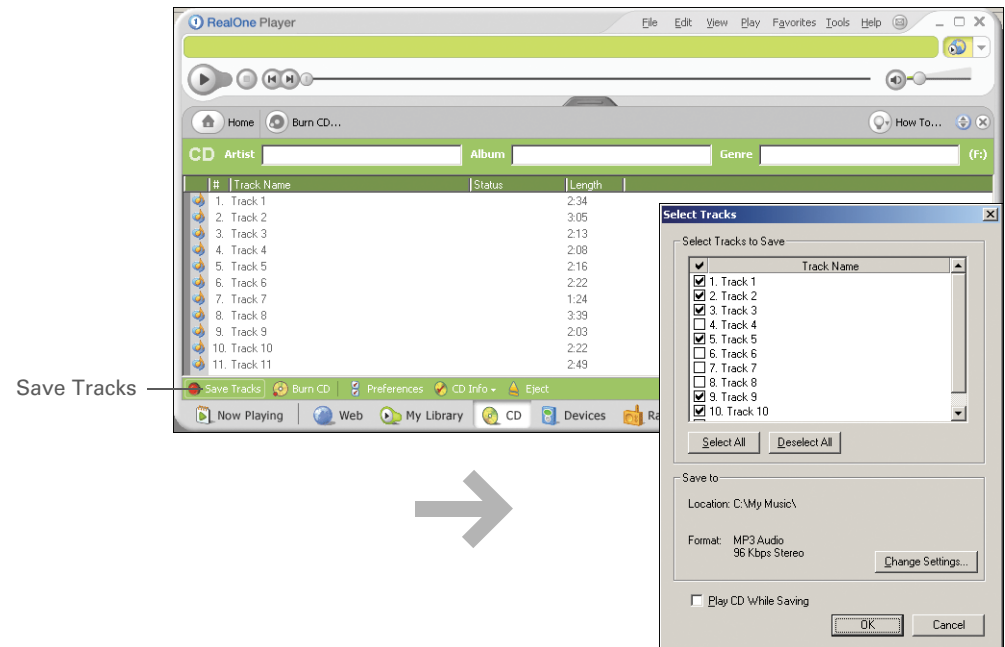 RealOne Player File Edit View Play Favorites Tools Help
Home Burn CD... How To...
CD Artist Album Genre (F:)
# Track Name Status Length
1. Track 1 2:34
2. Track 2 3:05
3. Track 3 2:13
4. Track 4 2:08
5. Track 5 2:16
6. Track 6 2:22
7. Track 7 1:24
8. Track 8 3:39
9. Track 9 2:03
10. Track 10 2:22
11. Track 11 2:49
Save Tracks
Save Tracks Burn CD Preferences CD Info Eject
Now Playing Web My Library CD Devices Ra
Select Tracks
Select Tracks to Save
Track Name
1. Track 1
2. Track 2
3. Track 3
4. Track 4
5. Track 5
6. Track 6
7. Track 7
8. Track 8
9. Track 9
10. Track 10
Select All Deselect All
Save to
Location: C:\My Music\
Format: MP3 Audio
96 Kbps Stereo
Change Settings...
Play CD While Saving
OK Cancel